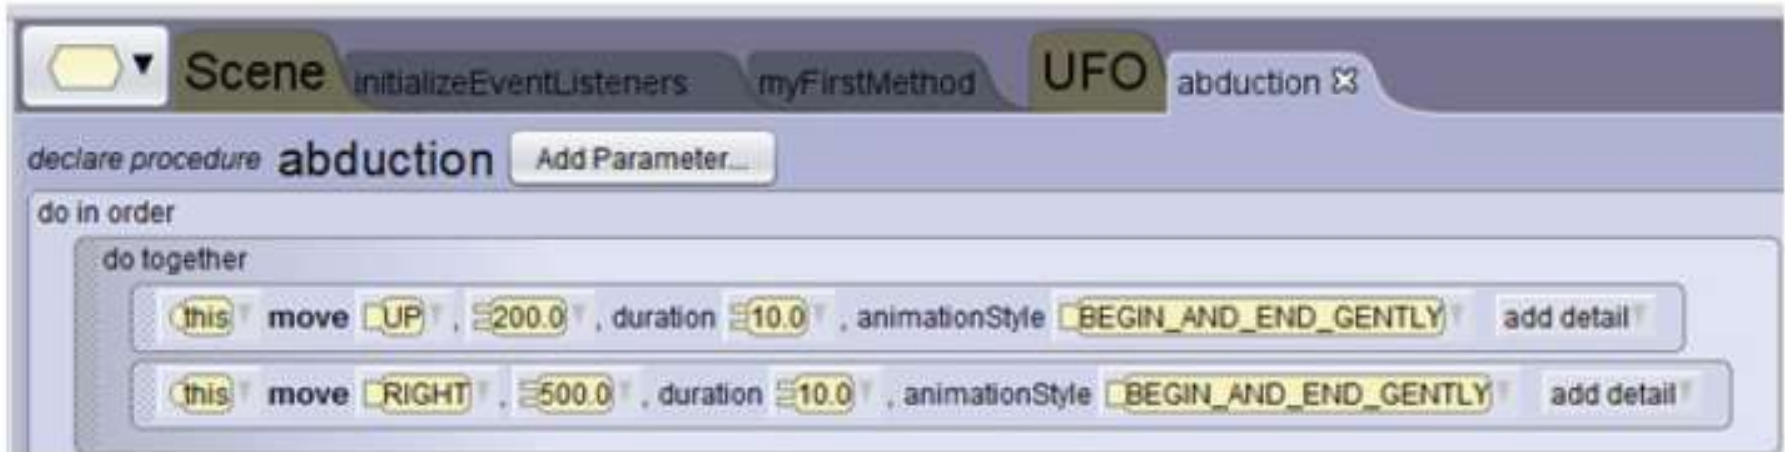 Scene initializeEventListeners myFirstMethod UFO abduction
declare procedure abduction Add Parameter...
do in order
do together
this move UP , 200.0 , duration 10.0 , animationStyle BEGIN_AND_END_GENTLY add detail
this move RIGHT , 500.0 , duration 10.0 , animationStyle BEGIN_AND_END_GENTLY add detail